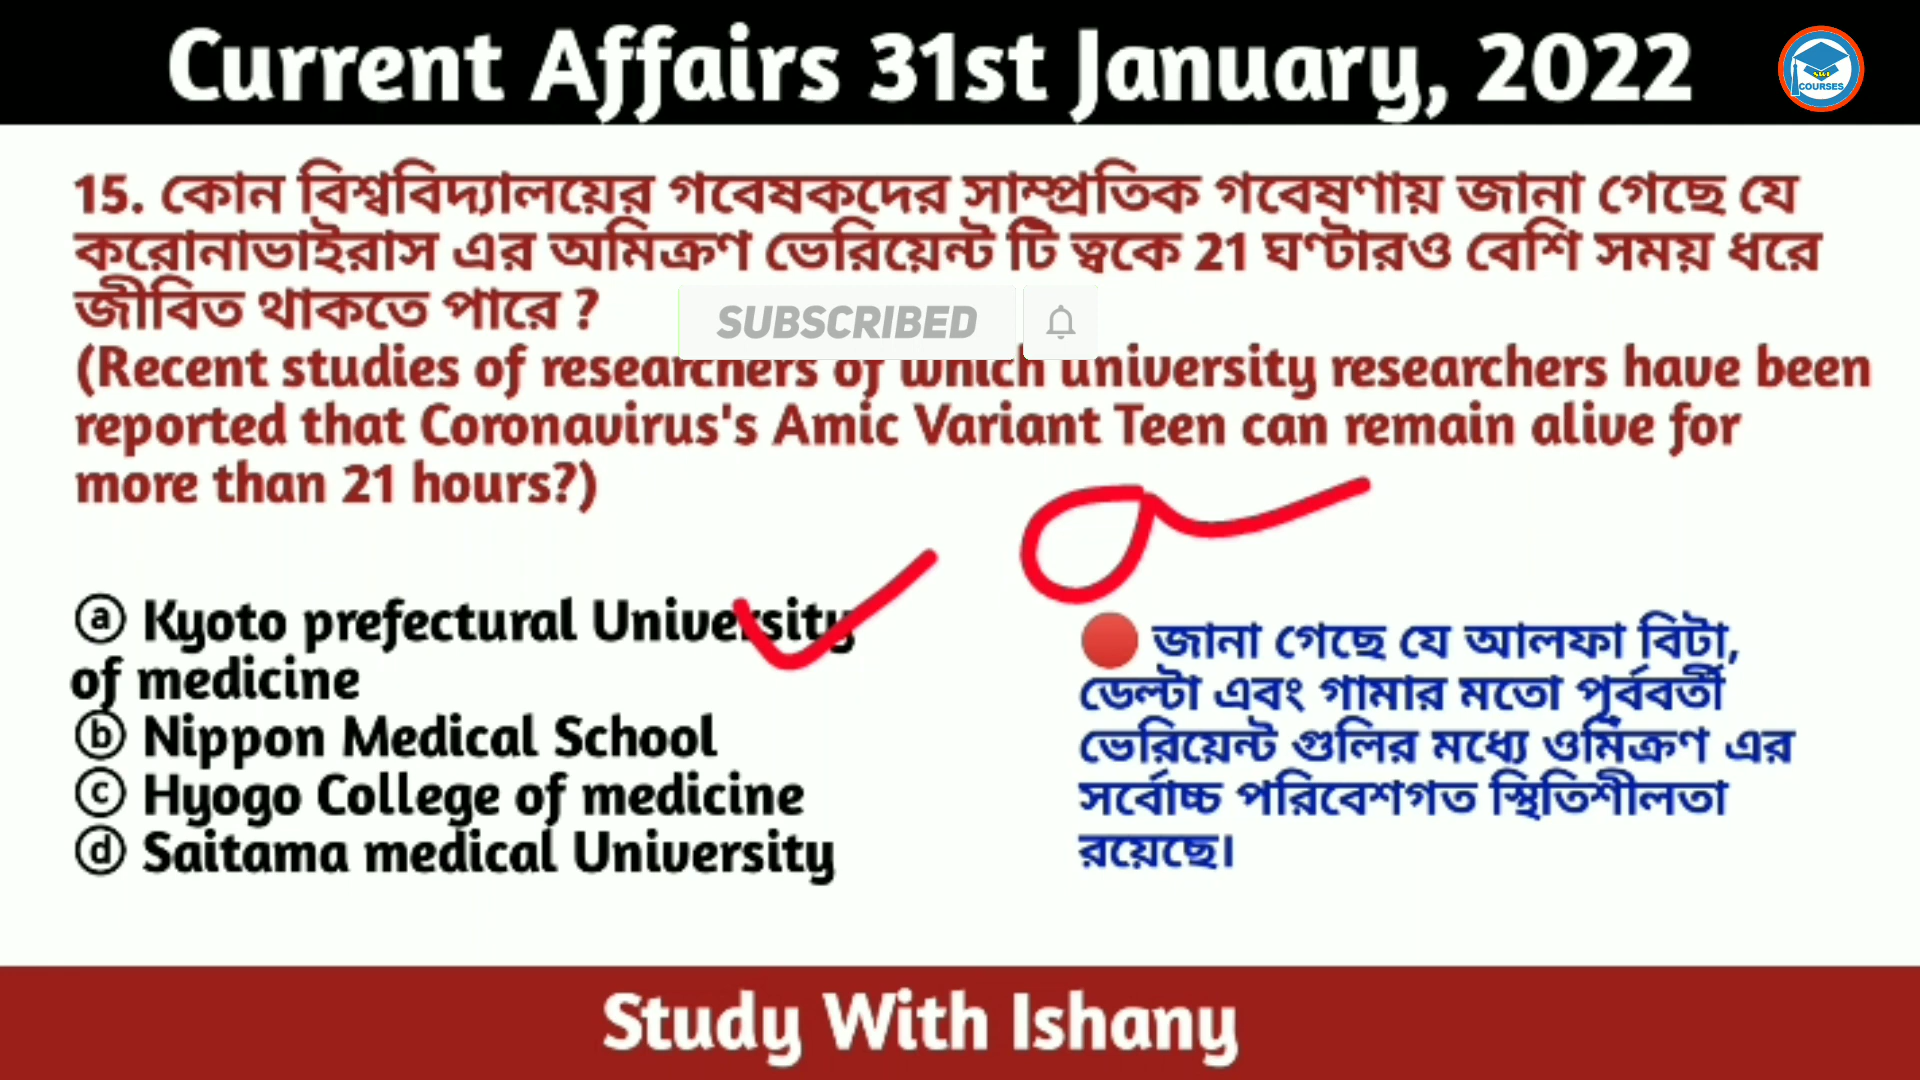 Current Affairs 31st January, 2022
SWI
COURSES
15. কোন বিশ্ববিদ্যালয়ের গবেষকদের সাম্প্রতিক গবেষণায় জানা গেছে যে
করোনাভাইরাস এর অমিক্রণ ভেরিয়েন্ট টি ত্বকে 21 ঘণ্টারও বেশি সময় ধরে
জীবিত থাকতে পারে ?
SUBSCRIBED
(Recent studies of researchers of which university researchers have been
reported that Coronavirus's Amic Variant Teen can remain alive for
more than 21 hours?)
a
ⓐ Kyoto prefectural University
of medicine
ⓑ Nippon Medical School
ⓒ Hyogo College of medicine
ⓓ Saitama medical University
জানা গেছে যে আলফা বিটা,
ডেল্টা এবং গামার মতো পূর্ববর্তী
ভেরিয়েন্ট গুলির মধ্যে ওমিক্রণ এর
সর্বোচ্চ পরিবেশগত স্থিতিশীলতা
রয়েছে।
Study With Ishany